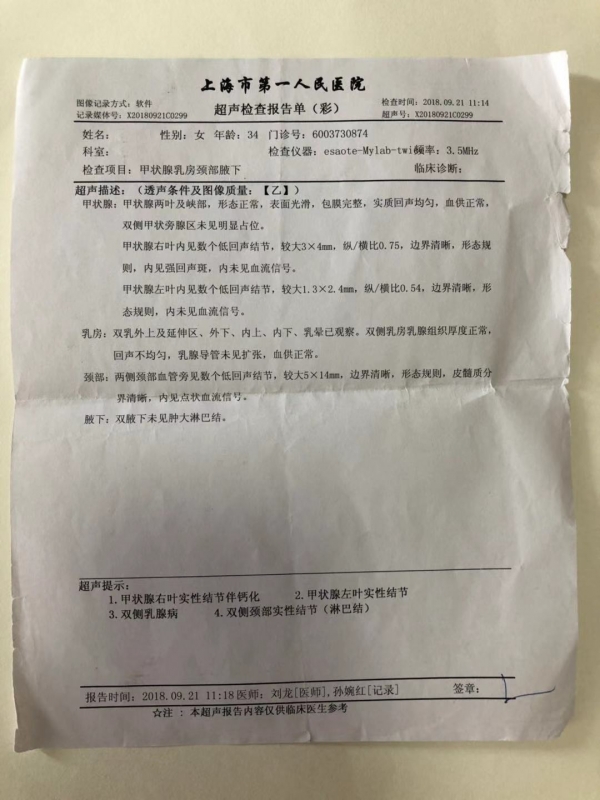 上海市第一人民医院
图像记录方式：软件
超声检查报告单（彩）
检查时间：2018.09.21 11:14
记录媒体号：X20180921C0299
超声号：X20180921C0299
姓名： 性别：女 年龄：34 门诊号：6003730874
科室： 检查仪器：esaote-Mylab-twi 频率：3.5MHz
检查项目：甲状腺乳房颈部腋下 临床诊断：
超声描述：（透声条件及图像质量：【乙】）
甲状腺：甲状腺两叶及峡部，形态正常，表面光滑，包膜完整，实质回声均匀，血供正常，
双侧甲状旁腺区未见明显占位。
甲状腺右叶内见数个低回声结节，较大3×4mm，纵/横比0.75，边界清晰，形态规
则，内见强回声斑，内未见血流信号。
甲状腺左叶内见数个低回声结节，较大1.3×2.4mm，纵/横比0.54，边界清晰，形
态规则，内未见血流信号。
乳房：双乳外上及延伸区、外下、内上、内下、乳晕已观察。双侧乳房乳腺组织厚度正常，
回声不均匀，乳腺导管未见扩张，血供正常。
颈部：两侧颈部血管旁见数个低回声结节，较大5×14mm，边界清晰，形态规则，皮髓质分
界清晰，内见点状血流信号。
腋下：双腋下未见肿大淋巴结。
超声提示：
1.甲状腺右叶实性结节伴钙化 2.甲状腺左叶实性结节
3.双侧乳腺病 4.双侧颈部实性结节（淋巴结）
报告时间：2018.09.21 11:18 医师：刘龙[医师],孙婉红[记录] 签章：
☆注 ：本超声报告内容仅供临床医生参考